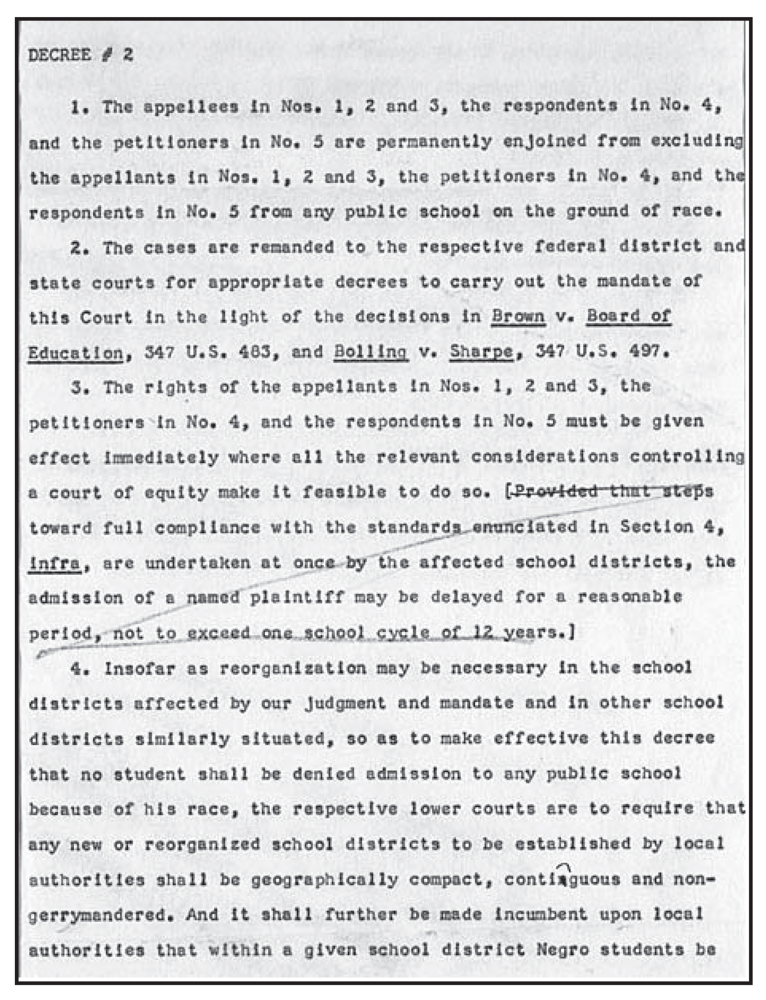 DECREE # 2
1. The appellees in Nos. 1, 2 and 3, the respondents in No. 4,
and the petitioners in No. 5 are permanently enjoined from excluding
the appellants in Nos. 1, 2 and 3, the petitioners in No. 4, and the
respondents in No. 5 from any public school on the ground of race.
2. The cases are remanded to the respective federal district and
state courts for appropriate decrees to carry out the mandate of
this Court in the light of the decisions in Brown v. Board of
Education, 347 U.S. 483, and Bolling v. Sharpe, 347 U.S. 497.
3. The rights of the appellants in Nos. 1, 2 and 3, the
petitioners in No. 4, and the respondents in No. 5 must be given
effect immediately where all the relevant considerations controlling
a court of equity make it feasible to do so. [Provided that steps
toward full compliance with the standards enunciated in Section 4,
infra, are undertaken at once by the affected school districts, the
admission of a named plaintiff may be delayed for a reasonable
period, not to exceed one school cycle of 12 years.]
4. Insofar as reorganization may be necessary in the school
districts affected by our judgment and mandate and in other school
districts similarly situated, so as to make effective this decree
that no student shall be denied admission to any public school
because of his race, the respective lower courts are to require that
any new or reorganized school districts to be established by local
authorities shall be geographically compact, contiguous and non-
gerrymandered. And it shall further be made incumbent upon local
authorities that within a given school district Negro students be